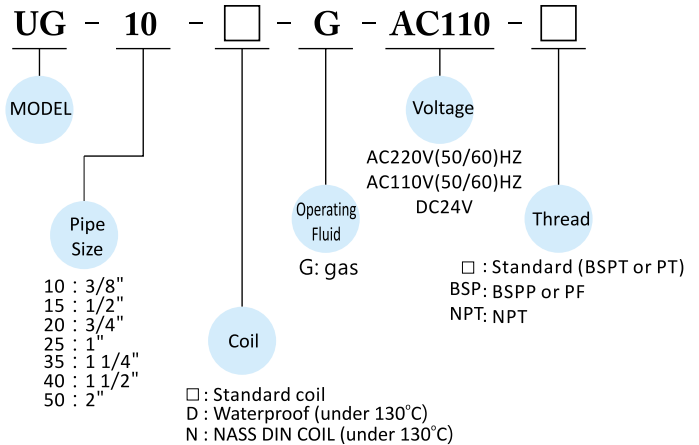 UG - 10 - □ - G - AC110 - □
MODEL
Voltage
AC220V(50/60)HZ
AC110V(50/60)HZ
DC24V
Pipe
Size
10 : 3/8"
15 : 1/2"
20 : 3/4"
25 : 1"
35 : 1 1/4"
40 : 1 1/2"
50 : 2"
Operating
Fluid
G: gas
Thread
□ : Standard (BSPT or PT)
BSP: BSPP or PF
NPT: NPT
Coil
□ : Standard coil
D : Waterproof (under 130°C)
N : NASS DIN COIL (under 130°C)